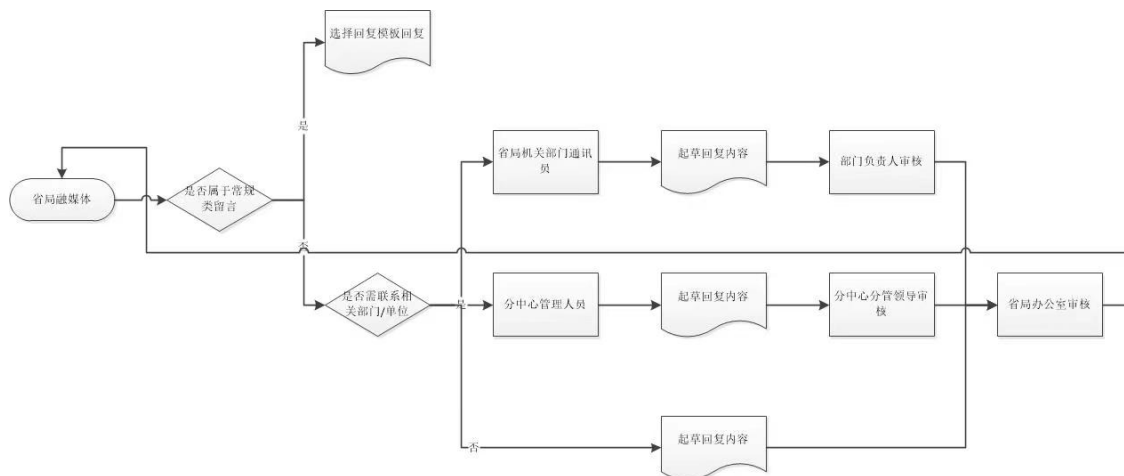 选择回复模板回复
是
省局机关部门通讯
员
起草回复内容
部门负责人审核
省局融媒体
是否属于常规
类留言
否
是否需联系相
关部门/单位
是
分中心管理人员
起草回复内容
分中心分管领导审
核
省局办公室审核
否
起草回复内容